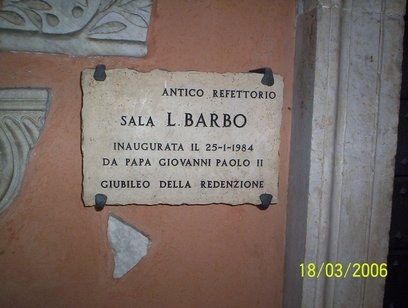 ANTICO REFETTORIO
SALA L. BARBO
INAUGURATA IL 25-1-1984
DA PAPA GIOVANNI PAOLO II
GIUBILEO DELLA REDENZIONE
18/03/2006